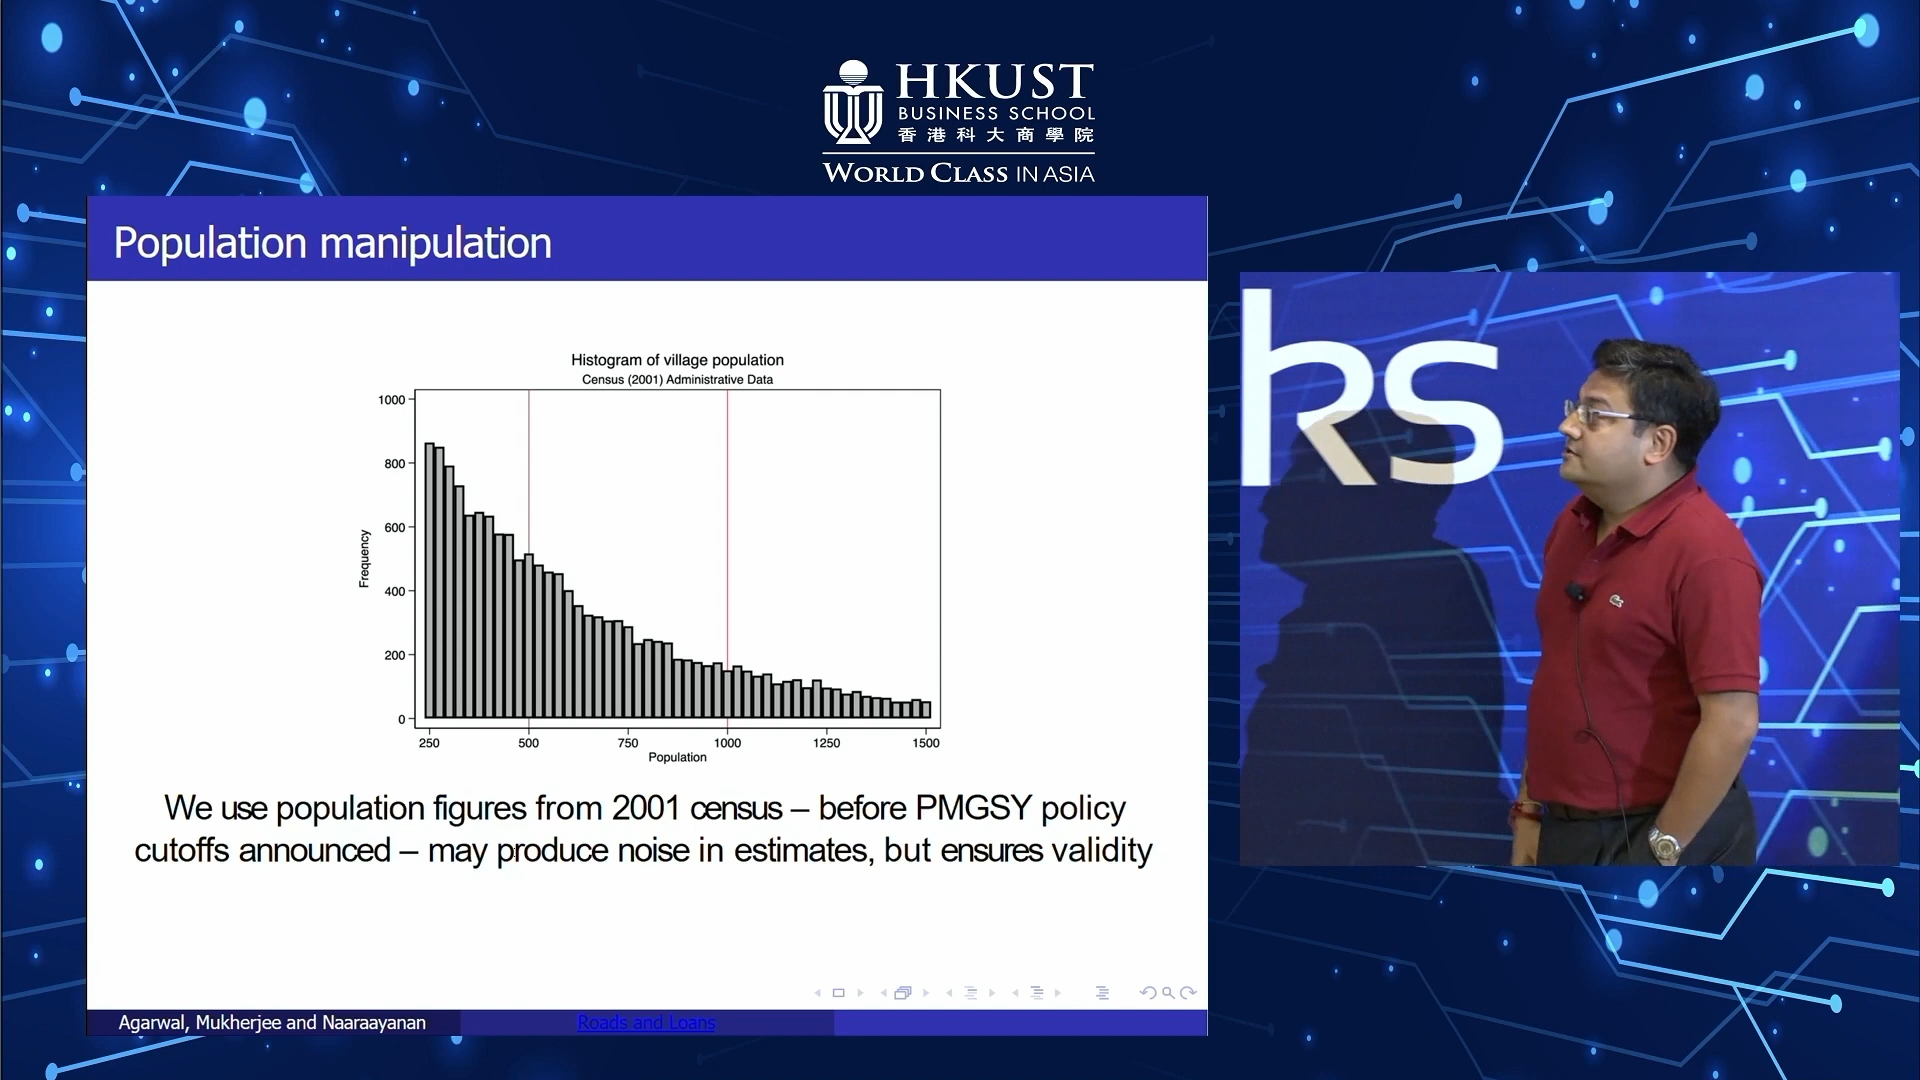 HKUST
BUSINESS SCHOOL
香港科大商學院
WORLD CLASS IN ASIA
Population manipulation
Histogram of village population
Census (2001) Administrative Data
1000
800
600
400
200
0
Frequency
250
500
750
1000
1250
1500
Population
We use population figures from 2001 census – before PMGSY policy
cutoffs announced – may produce noise in estimates, but ensures validity
Agarwal, Mukherjee and Naaraayanan
Roads and Loans
ks